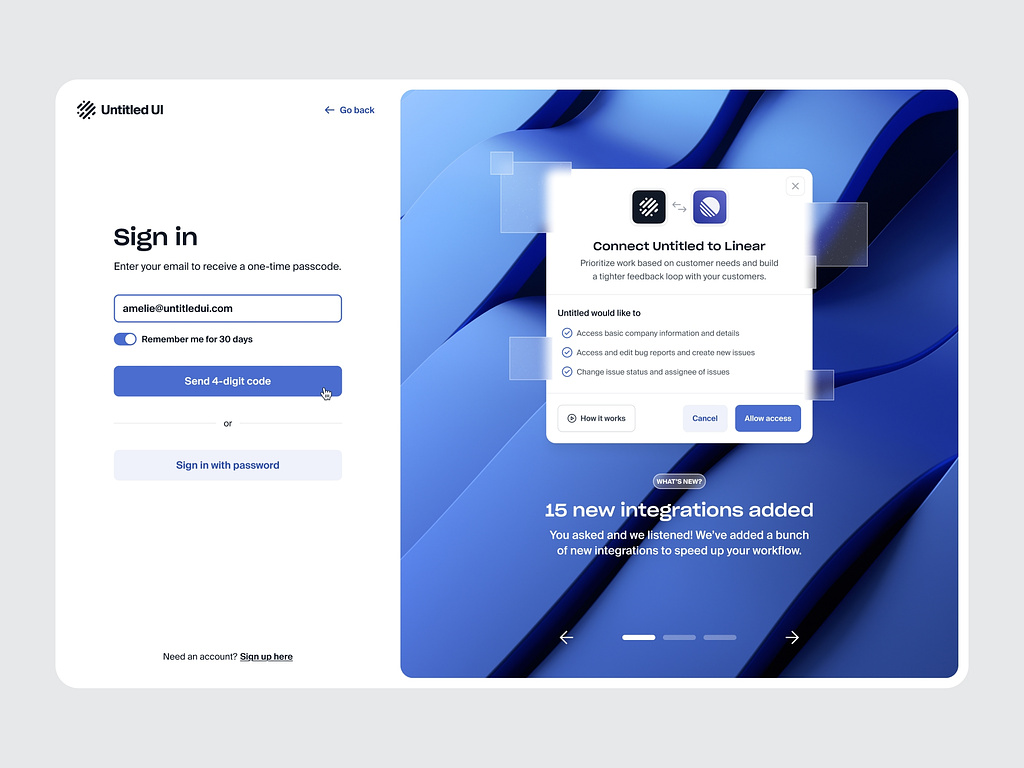 Untitled UI
Go back
Sign in
Enter your email to receive a one-time passcode.
amelie@untitledui.com
Remember me for 30 days
Send 4-digit code
or
Sign in with password
Need an account? Sign up here
Connect Untitled to Linear
Prioritize work based on customer needs and build
a tighter feedback loop with your customers.
Untitled would like to
Access basic company information and details
Access and edit bug reports and create new issues
Change issue status and assignee of issues
How it works
Cancel
Allow access
WHAT'S NEW?
15 new integrations added
You asked and we listened! We've added a bunch
of new integrations to speed up your workflow.